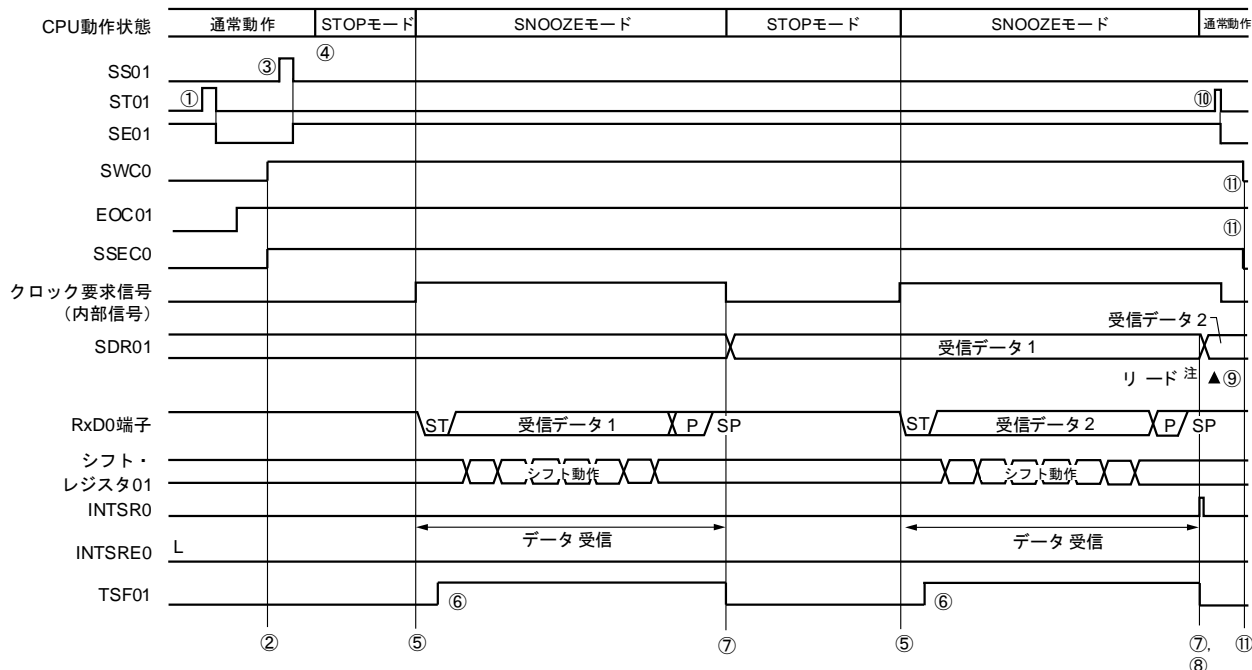 CPU動作状態 通常動作 STOPモード SNOOZEモード STOPモード SNOOZEモード 通常動作
④
SS01 ③
ST01 ① ⑩
SE01
SWC0 ⑪
EOC01 ⑪
SSEC0
クロック要求信号
(内部信号)
受信データ2
SDR01 受信データ1
リード注 ▲⑨
RxD0端子 ST 受信データ1 P SP ST 受信データ2 P SP
シフト・
レジスタ01 シフト動作 シフト動作
INTSR0
データ受信 データ受信
INTSRE0 L
TSF01 ⑥ ⑥
② ⑤ ⑦ ⑤ ⑦, ⑪
⑧